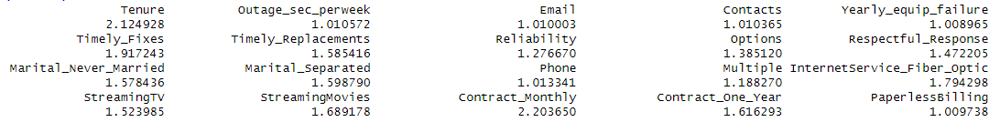 Tenure Outage_sec_perweek Email Contacts Yearly_equip_failure
2.124928 1.010572 1.010003 1.010365 1.008965
Timely_Fixes Timely_Replacements Reliability Options Respectful_Response
1.917243 1.585416 1.276670 1.385120 1.472205
Marital_Never_Married Marital_Separated Phone Multiple InternetService_Fiber_Optic
1.578436 1.598790 1.013341 1.188270 1.794298
StreamingTV StreamingMovies Contract_Monthly Contract_One_Year PaperlessBilling
1.523985 1.689178 2.203650 1.616293 1.009738